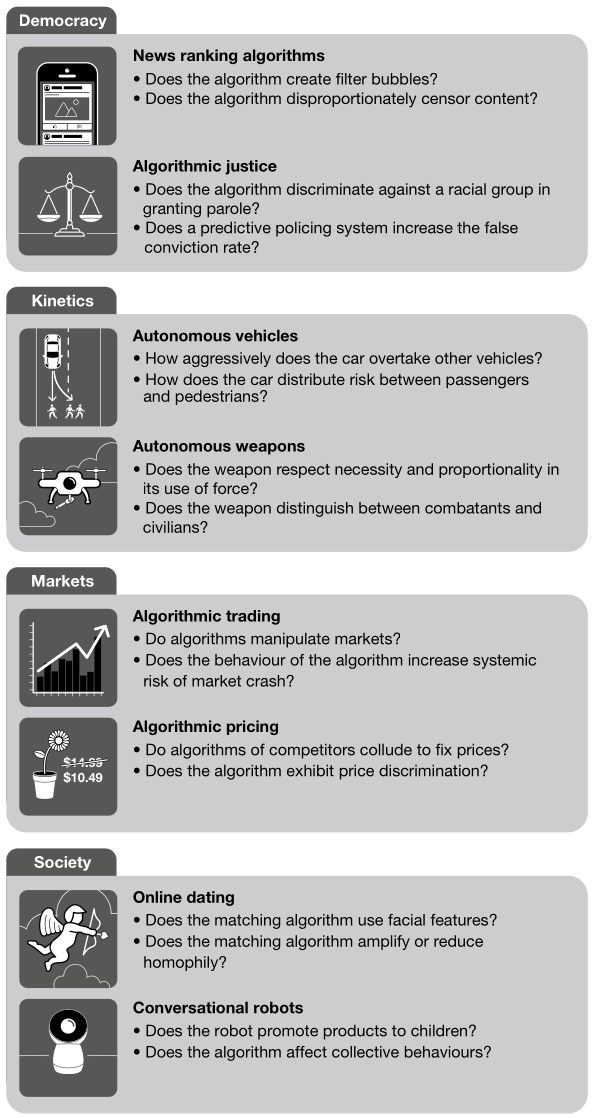 Democracy
News ranking algorithms
• Does the algorithm create filter bubbles?
• Does the algorithm disproportionately censor content?
Algorithmic justice
• Does the algorithm discriminate against a racial group in
granting parole?
• Does a predictive policing system increase the false
conviction rate?
Kinetics
Autonomous vehicles
• How aggressively does the car overtake other vehicles?
• How does the car distribute risk between passengers
and pedestrians?
Autonomous weapons
• Does the weapon respect necessity and proportionality in
its use of force?
• Does the weapon distinguish between combatants and
civilians?
Markets
Algorithmic trading
• Do algorithms manipulate markets?
• Does the behaviour of the algorithm increase systemic
risk of market crash?
Algorithmic pricing
$14.99
$10.49
• Do algorithms of competitors collude to fix prices?
• Does the algorithm exhibit price discrimination?
Society
Online dating
• Does the matching algorithm use facial features?
• Does the matching algorithm amplify or reduce
homophily?
Conversational robots
• Does the robot promote products to children?
• Does the algorithm affect collective behaviours?